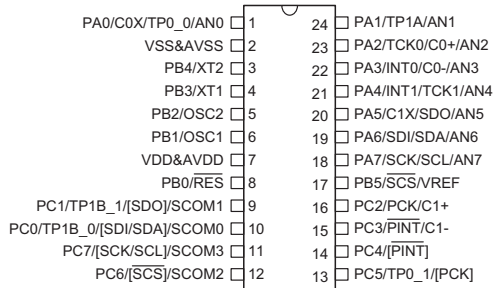 PA0/C0X/TP0_0/AN0 1 24 PA1/TP1A/AN1
VSS&AVSS 2 23 PA2/TCK0/C0+/AN2
PB4/XT2 3 22 PA3/INT0/C0-/AN3
PB3/XT1 4 21 PA4/INT1/TCK1/AN4
PB2/OSC2 5 20 PA5/C1X/SDO/AN5
PB1/OSC1 6 19 PA6/SDI/SDA/AN6
VDD&AVDD 7 18 PA7/SCK/SCL/AN7
PB0/RES 8 17 PB5/SCS/VREF
PC1/TP1B_1/[SDO]/SCOM1 9 16 PC2/PCK/C1+
PC0/TP1B_0/[SDI/SDA]/SCOM0 10 15 PC3/PINT/C1-
PC7/[SCK/SCL]/SCOM3 11 14 PC4/[PINT]
PC6/[SCS]/SCOM2 12 13 PC5/TP0_1/[PCK]